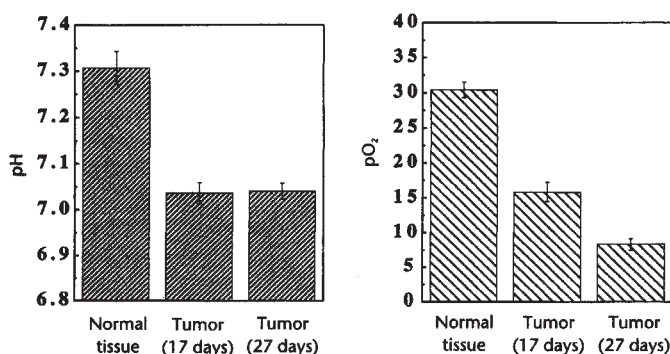 7.4
7.3
7.2
7.1
7.0
6.9
6.8
pH
Normal tissue
Tumor (17 days)
Tumor (27 days)
40
35
30
25
20
15
10
5
0
pO2
Normal tissue
Tumor (17 days)
Tumor (27 days)